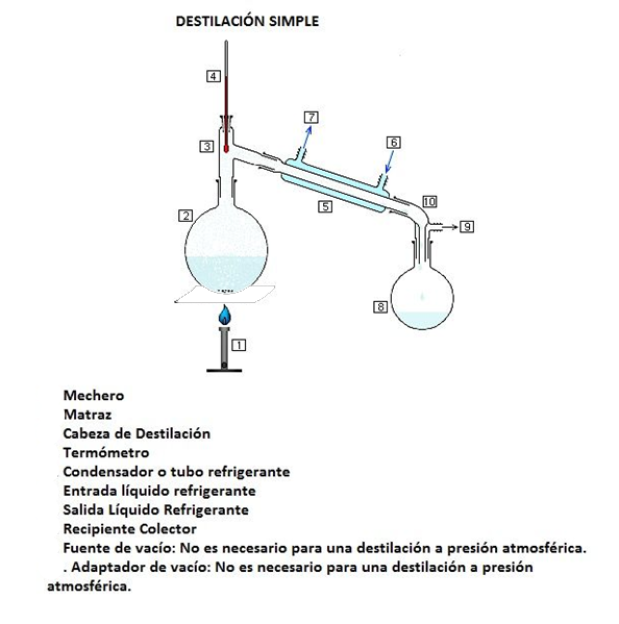 DESTILACIÓN SIMPLE
4
7
3
6
5
10
2
9
8
1
Mechero
Matraz
Cabeza de Destilación
Termómetro
Condensador o tubo refrigerante
Entrada líquido refrigerante
Salida Líquido Refrigerante
Recipiente Colector
Fuente de vacío: No es necesario para una destilación a presión atmosférica.
. Adaptador de vacío: No es necesario para una destilación a presión
atmosférica.